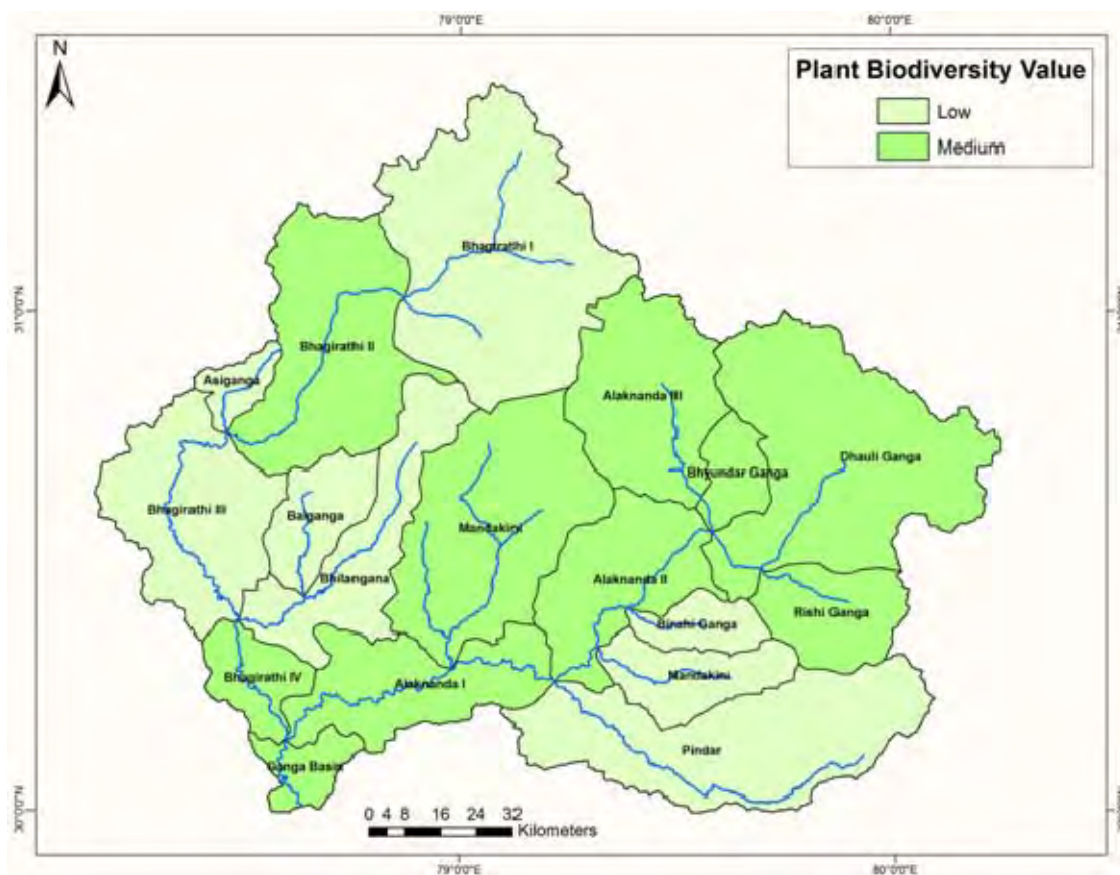 79°0'0"E
80°0'0"E
N
Plant Biodiversity Value
Low
Medium
Bhagirathi I
31°0'0"N
Bhagirathi II
Asiganga
Alaknanda III
Dhauli Ganga
Bhyundar Ganga
Bhagirathi III
Balganga
Mandakini
Bhilangana
Alaknanda II
Rishi Ganga
Birahi Ganga
Bhagirathi IV
Alaknanda I
Mandakini
Pindar
Ganga Basin
30°0'0"N
0 4 8 16 24 32
Kilometers
79°0'0"E
80°0'0"E